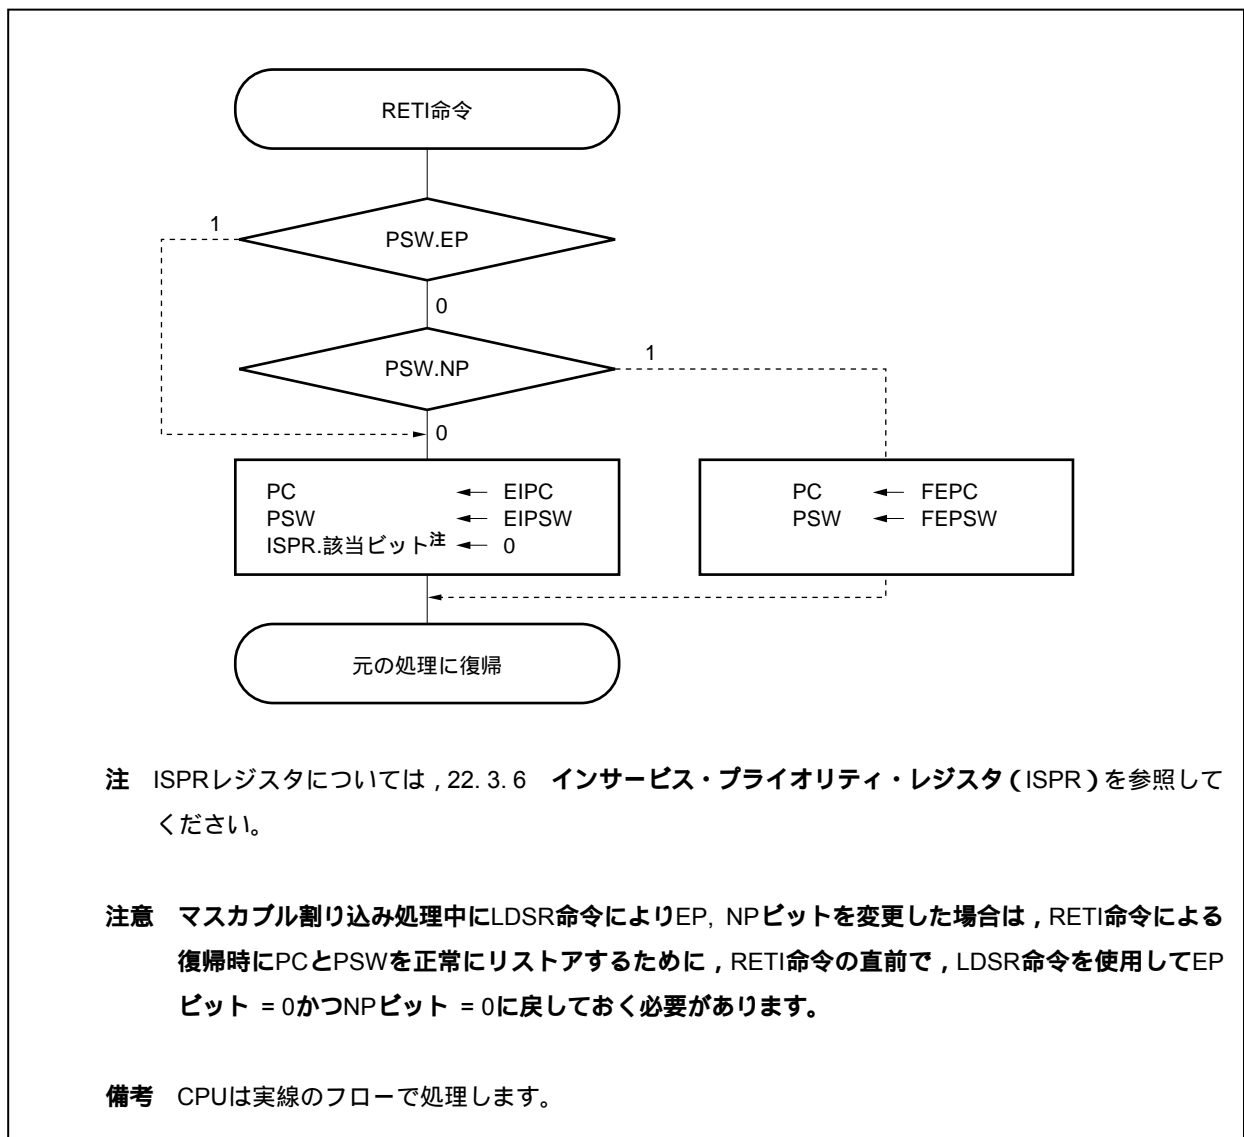 RETI命令
1
PSW.EP
0
PSW.NP
1
0
PC ← EIPC
PSW ← EIPSW
ISPR.該当ビット注 ← 0
PC ← FEPC
PSW ← FEPSW
元の処理に復帰
注 ISPRレジスタについては，22. 3. 6 インサービス・プライオリティ・レジスタ（ISPR）を参照して
ください。
注意 マスカブル割り込み処理中にLDSR命令によりEP, NPビットを変更した場合は，RETI命令による
復帰時にPCとPSWを正常にリストアするために，RETI命令の直前で，LDSR命令を使用してEP
ビット = 0かつNPビット = 0に戻しておく必要があります。
備考 CPUは実線のフローで処理します。